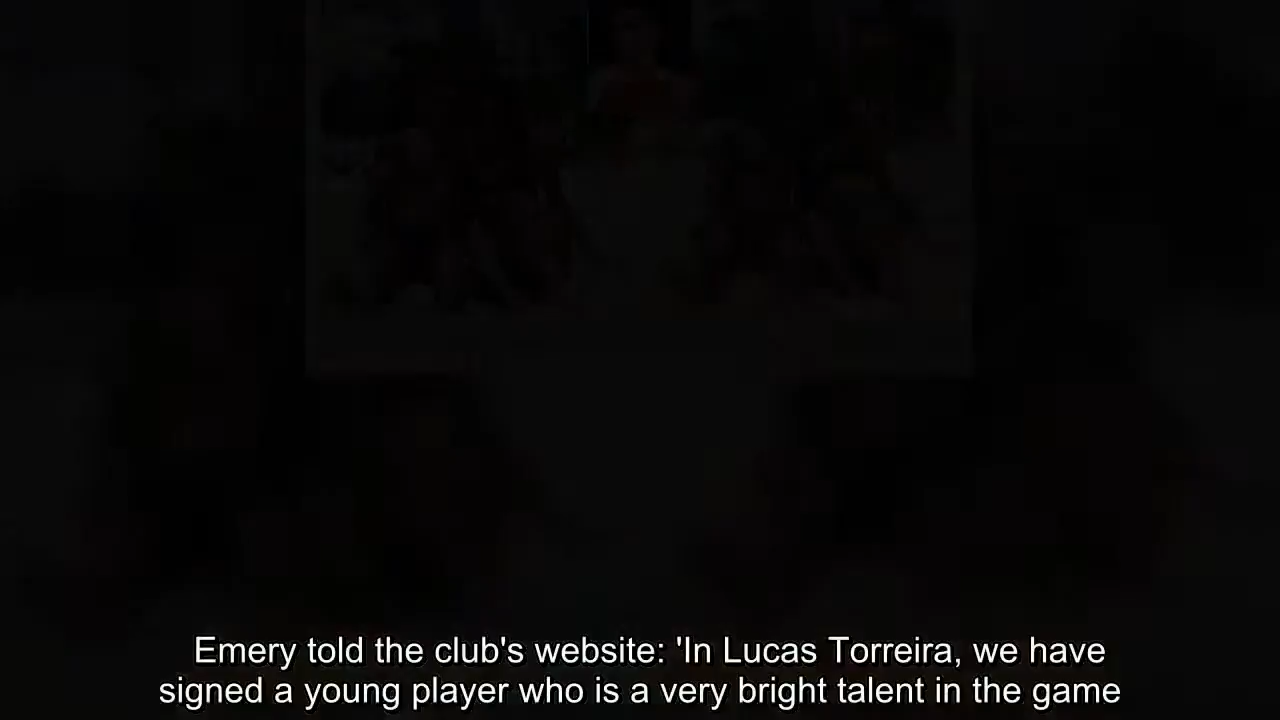 Emery told the club's website: 'In Lucas Torreira, we have
signed a young player who is a very bright talent in the game